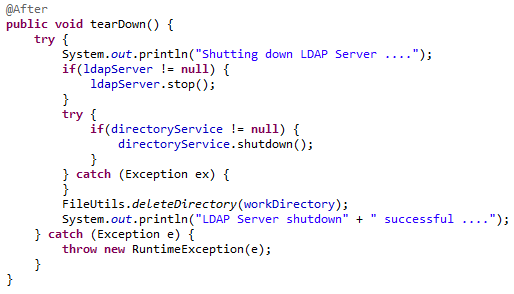 @After
public void tearDown() {
    try {
        System.out.println("Shutting down LDAP Server ....");
        if(ldapServer != null) {
            ldapServer.stop();
        }
        try {
            if(directoryService != null) {
                directoryService.shutdown();
            }
        } catch (Exception ex) {
        }
        FileUtils.deleteDirectory(workDirectory);
        System.out.println("LDAP Server shutdown" + " successful ....");
    } catch (Exception e) {
        throw new RuntimeException(e);
    }
}